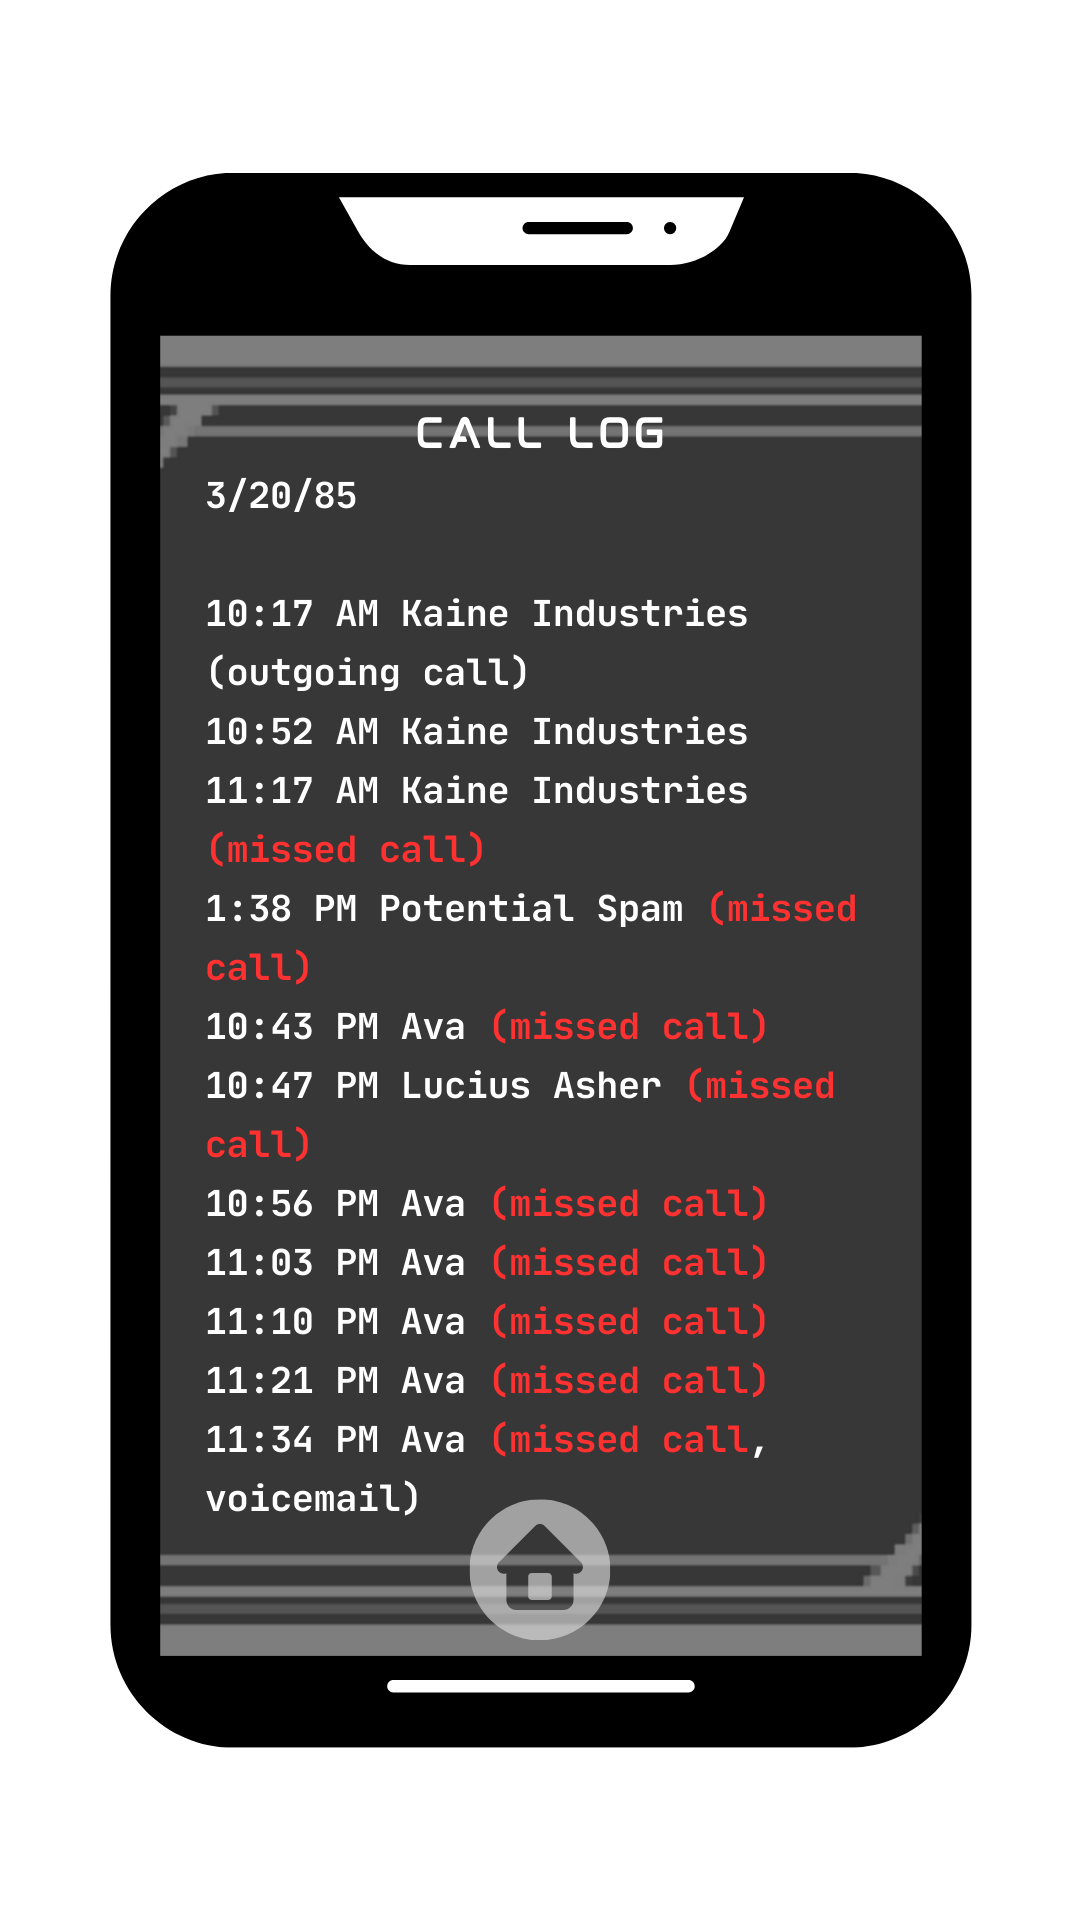 CALL LOG
3/20/85
10:17 AM Kaine Industries
(outgoing call)
10:52 AM Kaine Industries
11:17 AM Kaine Industries
(missed call)
1:38 PM Potential Spam (missed
call)
10:43 PM Ava (missed call)
10:47 PM Lucius Asher (missed
call)
10:56 PM Ava (missed call)
11:03 PM Ava (missed call)
11:10 PM Ava (missed call)
11:21 PM Ava (missed call)
11:34 PM Ava (missed call,
voicemail)